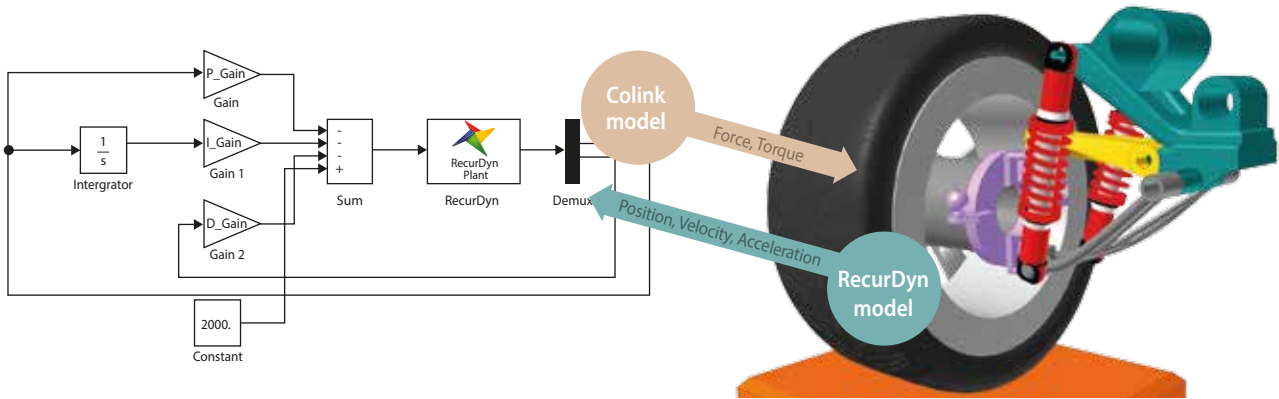 P_Gain
Gain
1
s
Intergrator
I_Gain
Gain 1
D_Gain
Gain 2
2000.
Constant
-
-
-
+
Sum
RecurDyn
Plant
RecurDyn
Demux
Colink
model
Force, Torque
Position, Velocity, Acceleration
RecurDyn
model